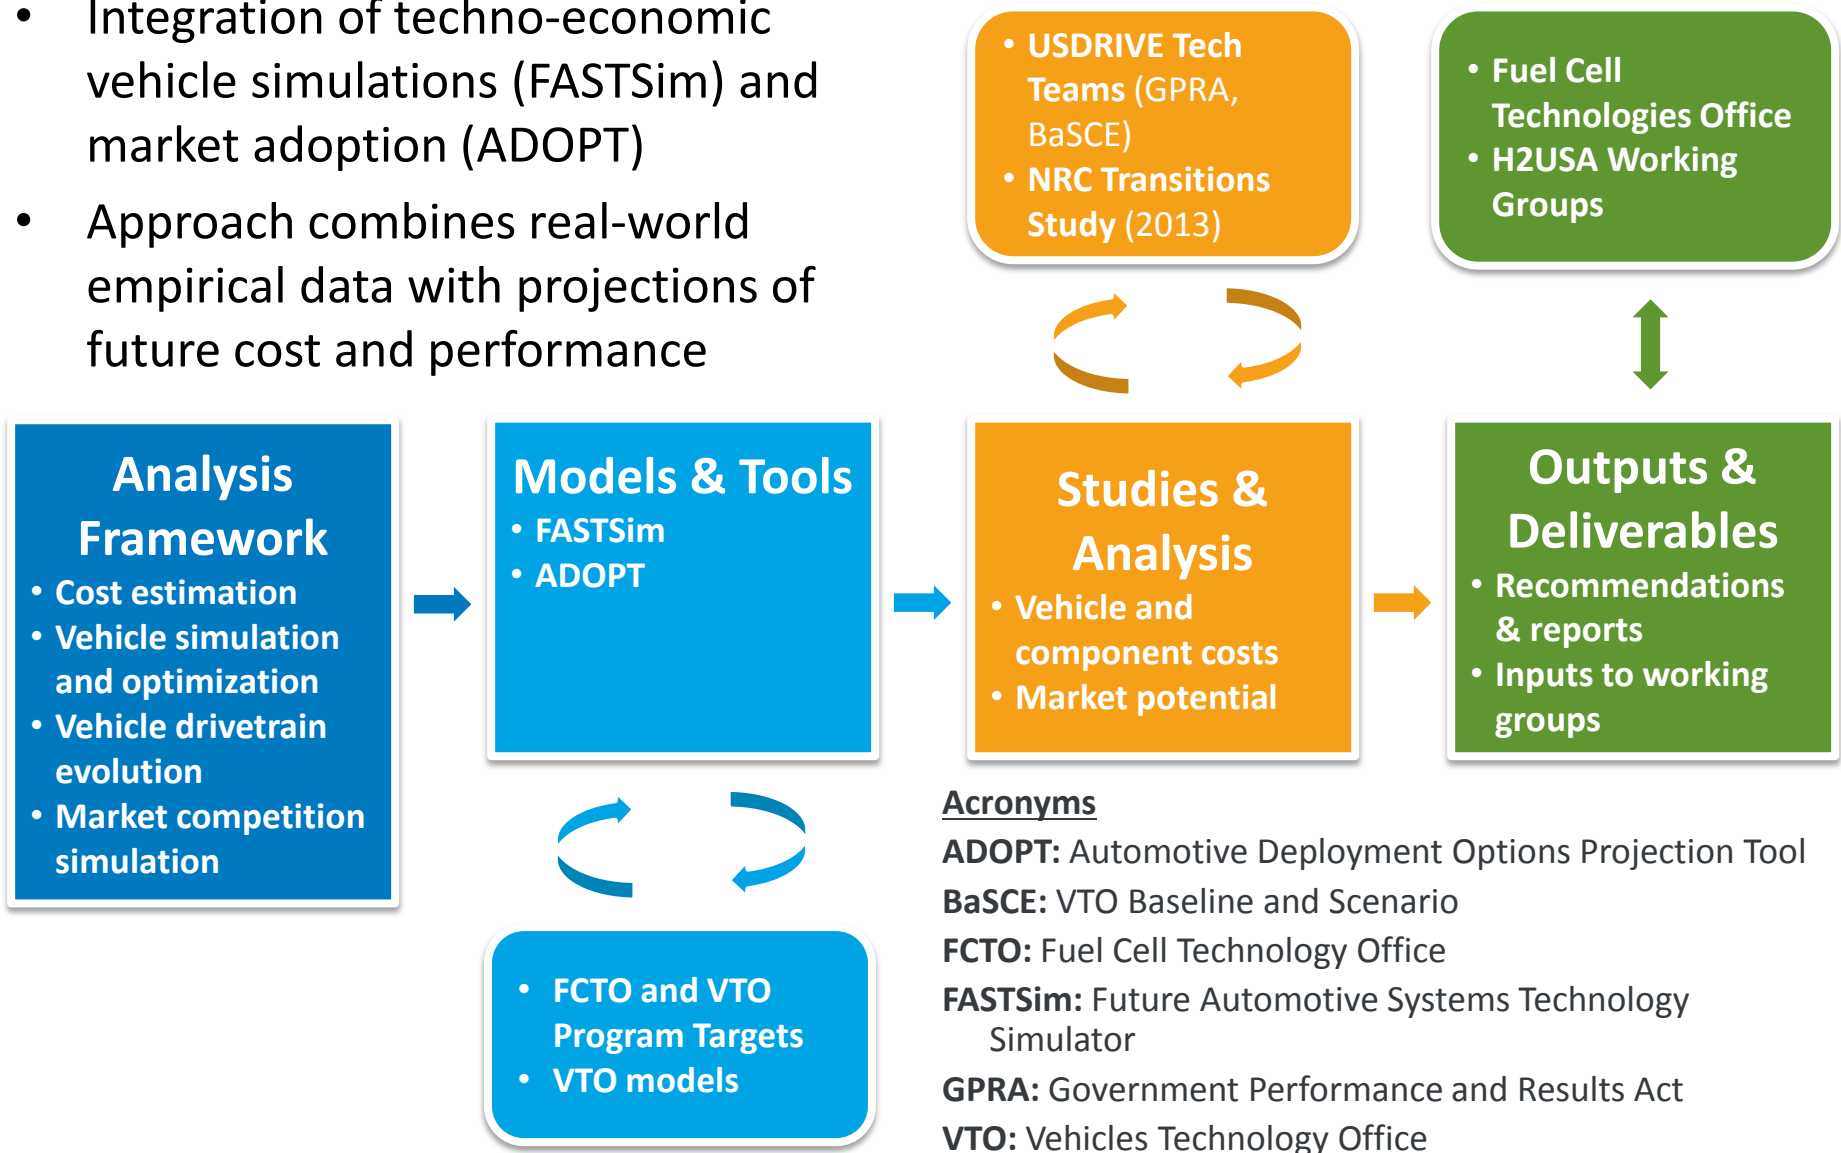 • Integration of techno-economic
vehicle simulations (FASTSim) and
market adoption (ADOPT)
• Approach combines real-world
empirical data with projections of
future cost and performance
• USDRIVE Tech
Teams (GPRA,
BaSCE)
• NRC Transitions
Study (2013)
• Fuel Cell
Technologies Office
• H2USA Working
Groups
Analysis
Framework
• Cost estimation
• Vehicle simulation
and optimization
• Vehicle drivetrain
evolution
• Market competition
simulation
Models & Tools
• FASTSim
• ADOPT
Studies &
Analysis
• Vehicle and
component costs
• Market potential
Outputs &
Deliverables
• Recommendations
& reports
• Inputs to working
groups
• FCTO and VTO
Program Targets
• VTO models
Acronyms
ADOPT: Automotive Deployment Options Projection Tool
BaSCE: VTO Baseline and Scenario
FCTO: Fuel Cell Technology Office
FASTSim: Future Automotive Systems Technology
Simulator
GPRA: Government Performance and Results Act
VTO: Vehicles Technology Office